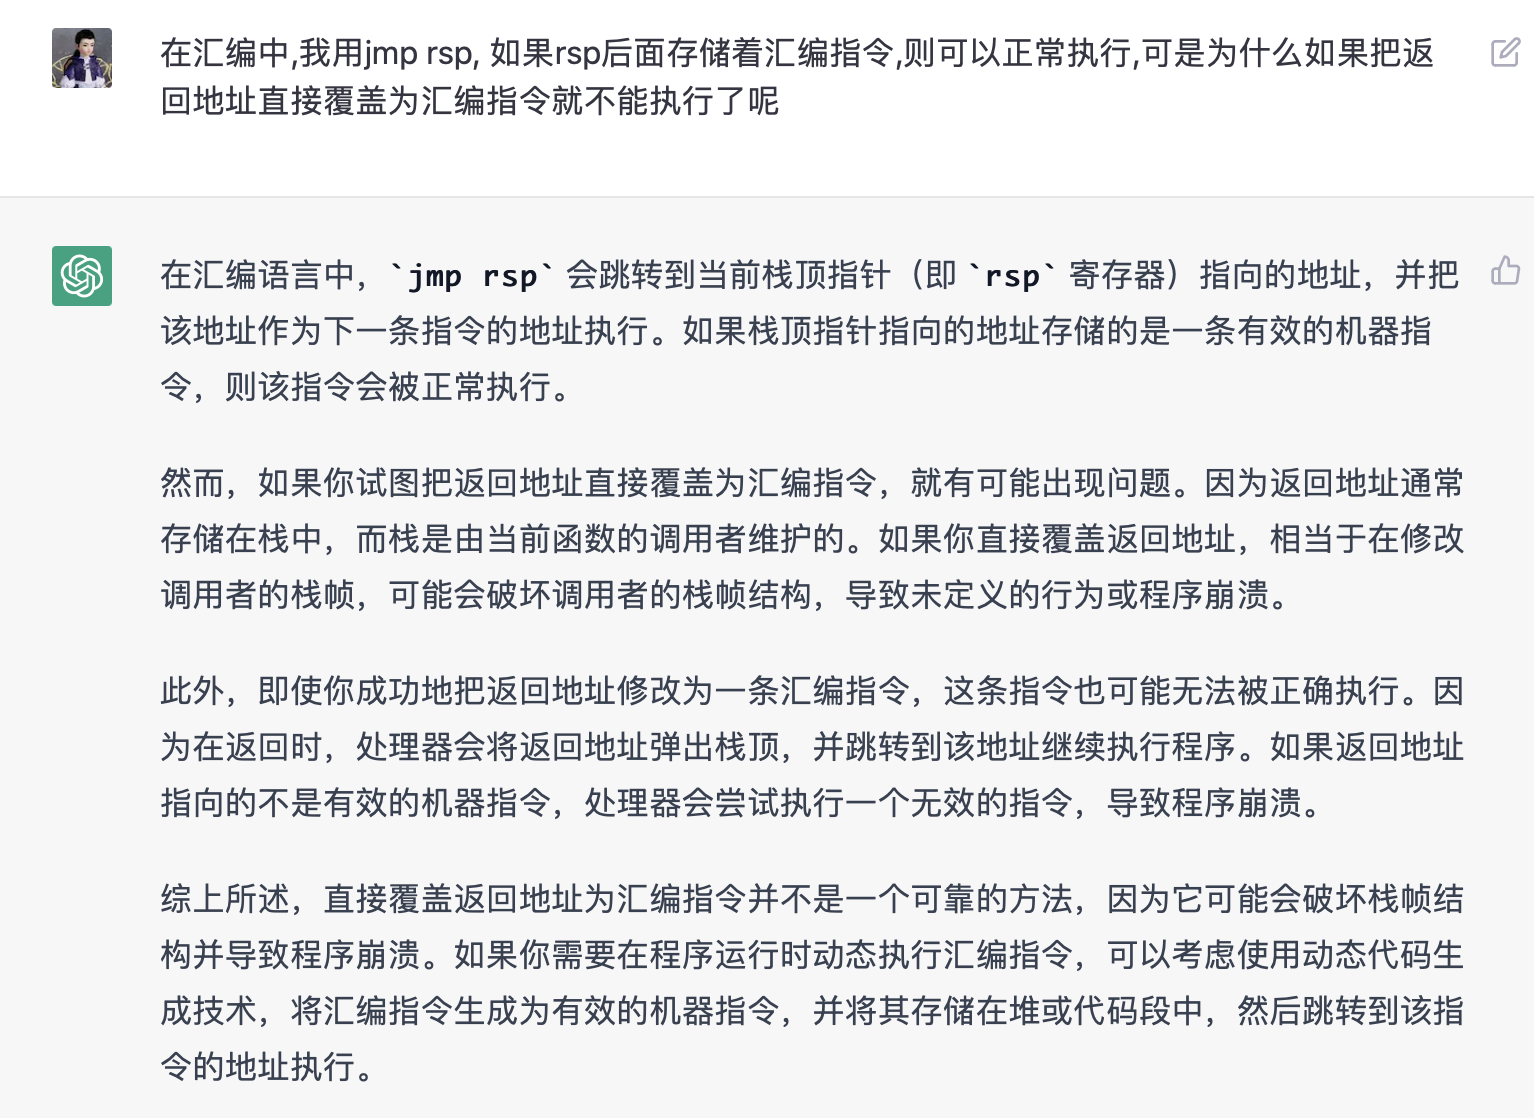 在汇编中,我用jmp rsp, 如果rsp后面存储着汇编指令,则可以正常执行,可是为什么如果把返
回地址直接覆盖为汇编指令就不能执行了呢
在汇编语言中，`jmp rsp` 会跳转到当前栈顶指针（即 `rsp` 寄存器）指向的地址，并把
该地址作为下一条指令的地址执行。如果栈顶指针指向的地址存储的是一条有效的机器指
令，则该指令会被正常执行。
然而，如果你试图把返回地址直接覆盖为汇编指令，就有可能出现问题。因为返回地址通常
存储在栈中，而栈是由当前函数的调用者维护的。如果你直接覆盖返回地址，相当于在修改
调用者的栈帧，可能会破坏调用者的栈帧结构，导致未定义的行为或程序崩溃。
此外，即使你成功地把返回地址修改为一条汇编指令，这条指令也可能无法被正确执行。因
为在返回时，处理器会将返回地址弹出栈顶，并跳转到该地址继续执行程序。如果返回地址
指向的不是有效的机器指令，处理器会尝试执行一个无效的指令，导致程序崩溃。
综上所述，直接覆盖返回地址为汇编指令并不是一个可靠的方法，因为它可能会破坏栈帧结
构并导致程序崩溃。如果你需要在程序运行时动态执行汇编指令，可以考虑使用动态代码生
成技术，将汇编指令生成为有效的机器指令，并将其存储在堆或代码段中，然后跳转到该指
令的地址执行。